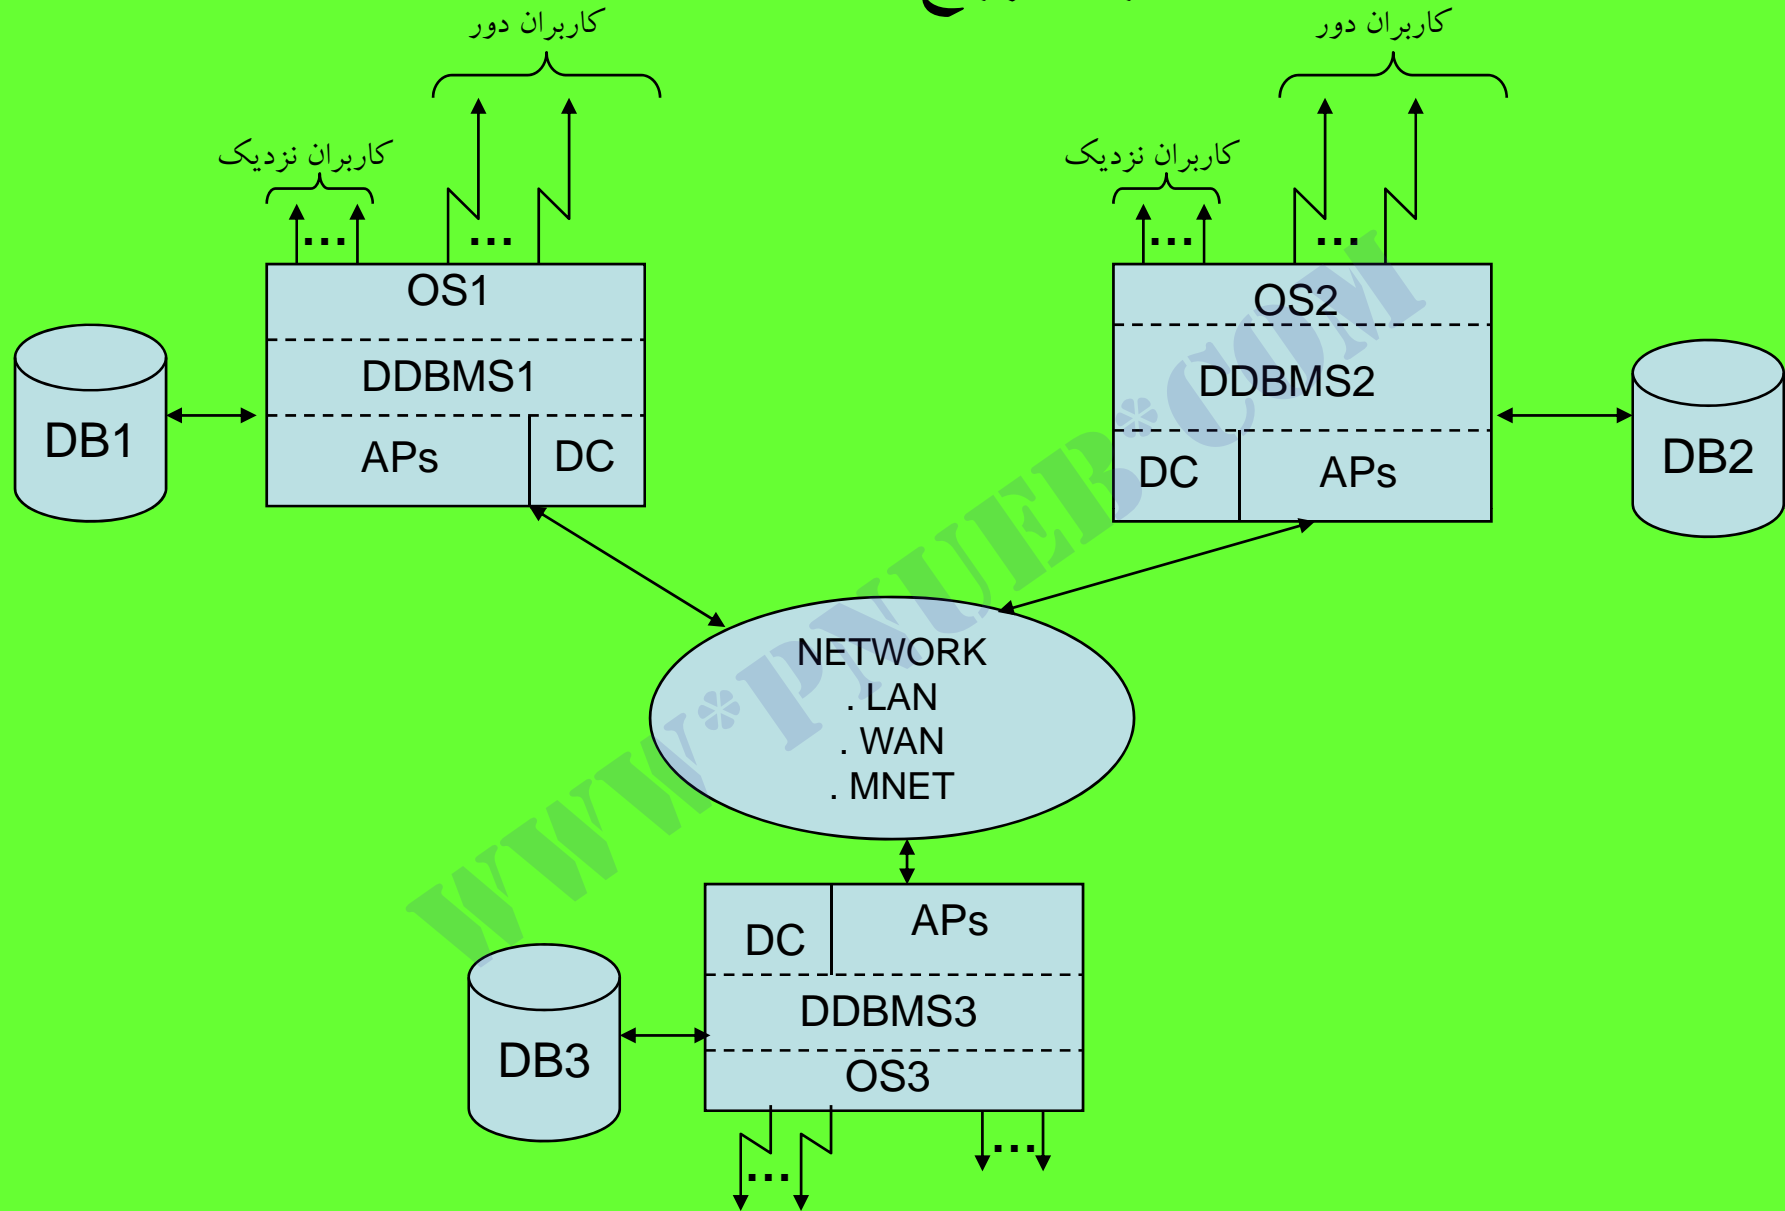 کاربران دور
کاربران دور
کاربران نزدیک
کاربران نزدیک
...
...
...
...
OS1
OS2
DDBMS1
DDBMS2
DB1
APs
DC
DC
APs
DB2
NETWORK
. LAN
. WAN
. MNET
WWW*PNUEB*COM
DC
APs
DDBMS3
DB3
OS3
...
...